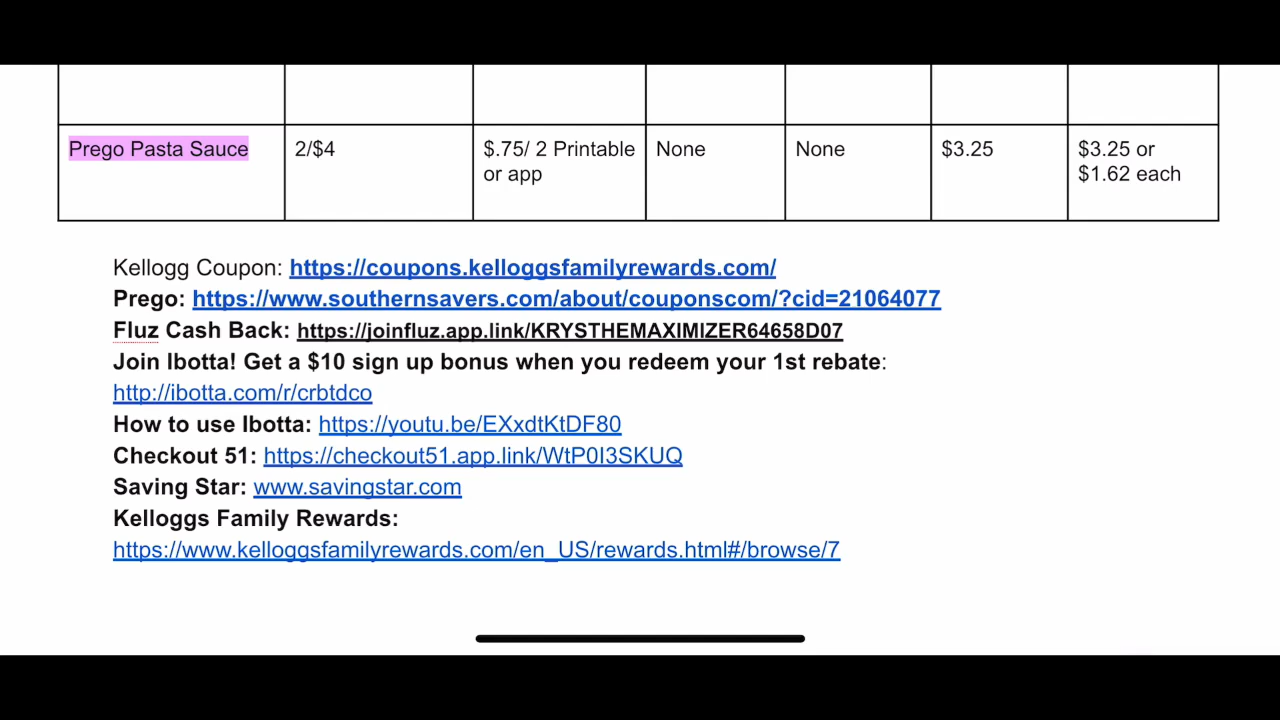 Prego Pasta Sauce 2/$4 $.75/ 2 Printable None None $3.25 $3.25 or
or app $1.62 each
Kellogg Coupon: https://coupons.kelloggsfamilyrewards.com/
Prego: https://www.southernsavers.com/about/couponscom/?cid=21064077
Fluz Cash Back: https://joinfluz.app.link/KRYSTHEMAXIMIZER64658D07
Join Ibotta! Get a $10 sign up bonus when you redeem your 1st rebate:
http://ibotta.com/r/crbtdco
How to use Ibotta: https://youtu.be/EXxdtKtDF80
Checkout 51: https://checkout51.app.link/WtP0I3SKUQ
Saving Star: www.savingstar.com
Kelloggs Family Rewards:
https://www.kelloggsfamilyrewards.com/en_US/rewards.html#/browse/7